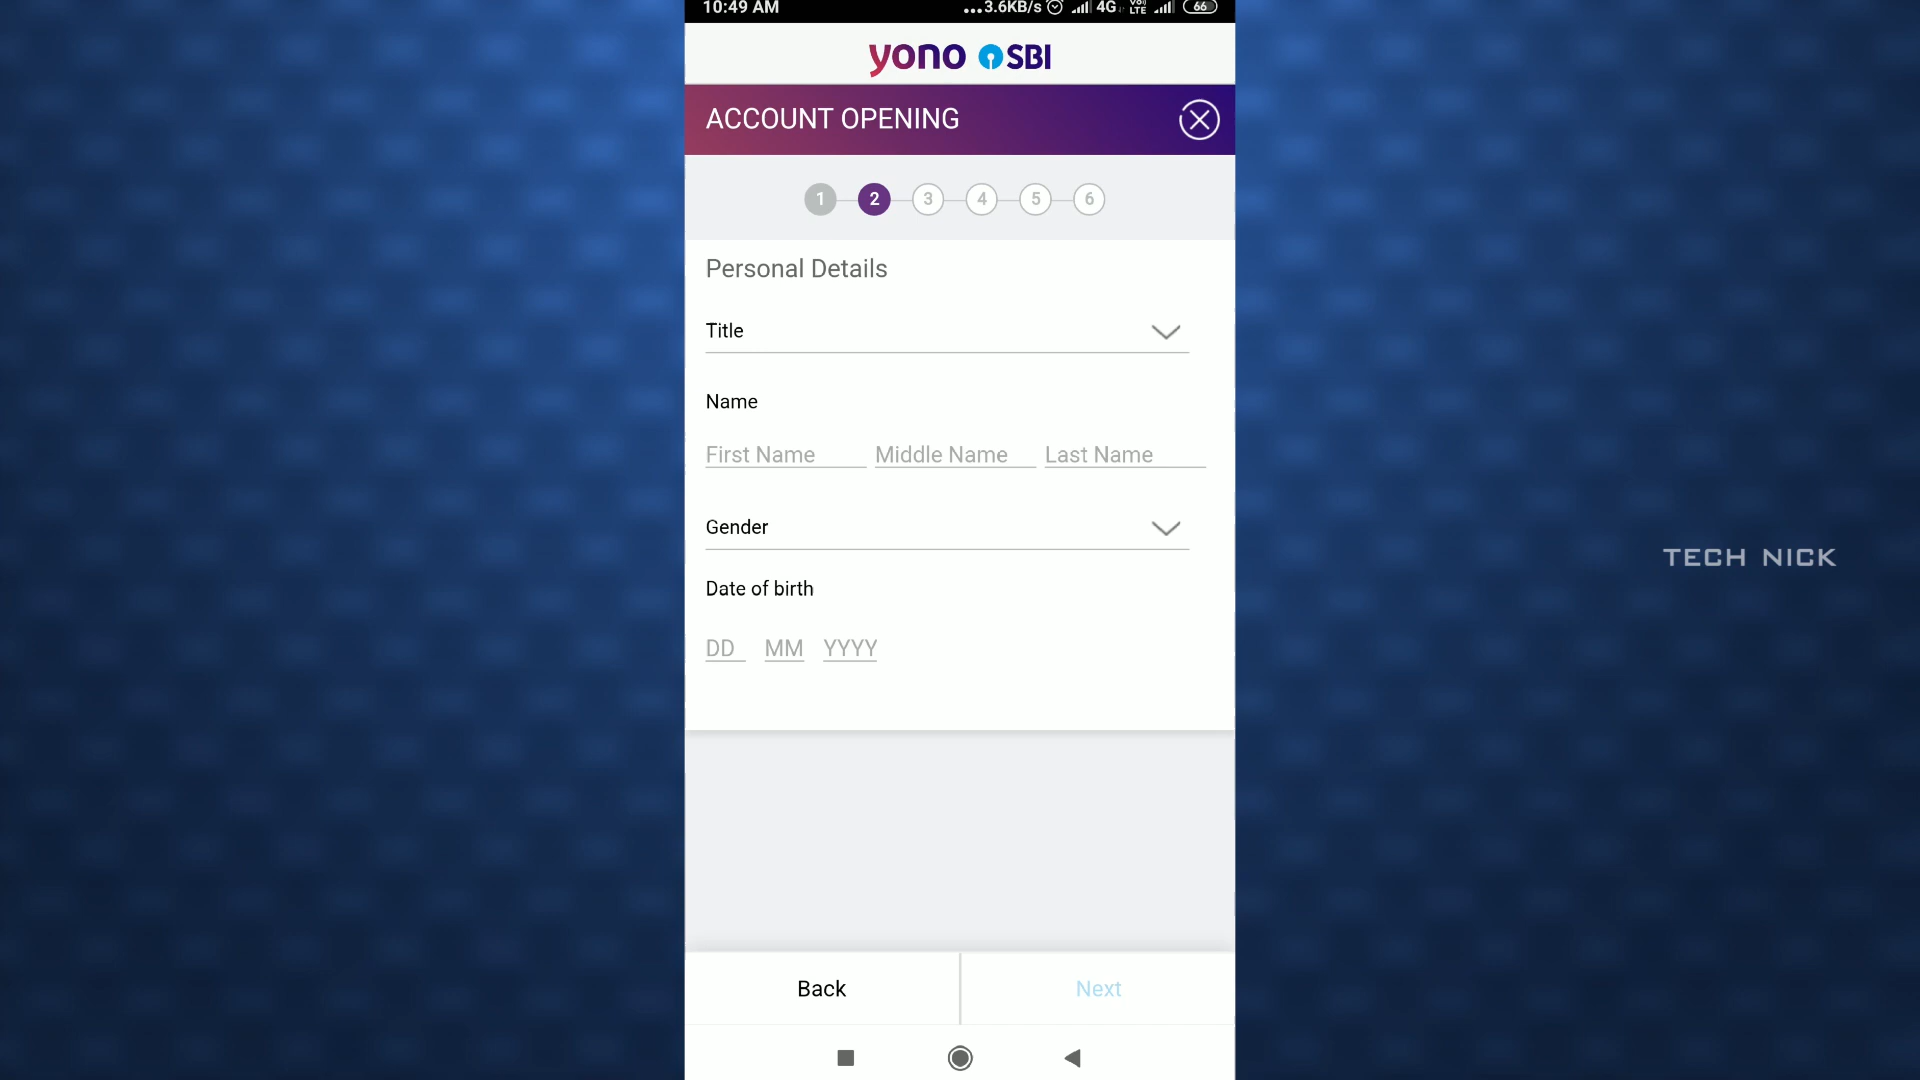 10:49 AM ...3.6KB/s 4G VoLTE 66
yono SBI
ACCOUNT OPENING
1 2 3 4 5 6
Personal Details
Title
Name
First Name Middle Name Last Name
Gender
TECH NICK
Date of birth
DD MM YYYY
Back Next